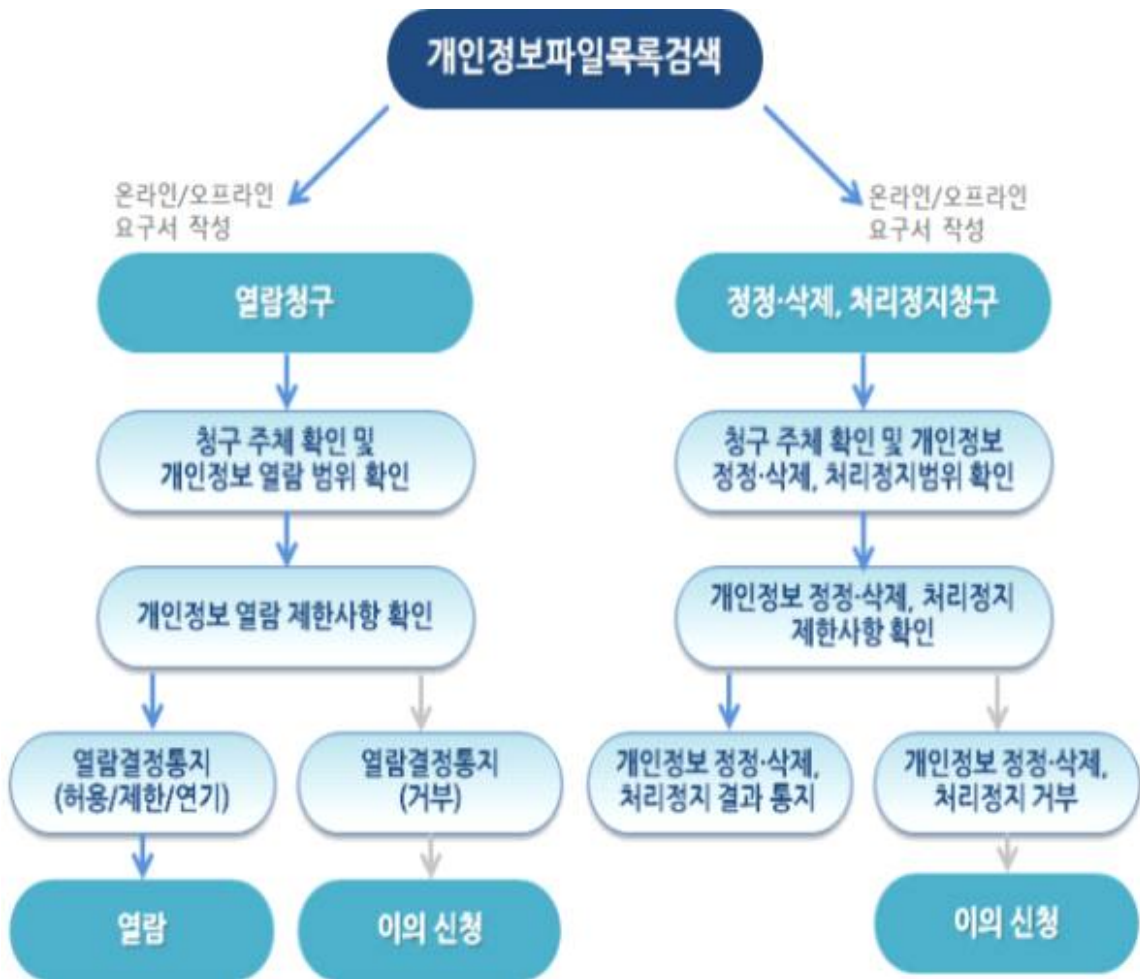 개인정보파일목록검색
온라인/오프라인
요구서 작성
온라인/오프라인
요구서 작성
열람청구
정정·삭제, 처리정지청구
청구 주체 확인 및
개인정보 열람 범위 확인
청구 주체 확인 및 개인정보
정정·삭제, 처리정지범위 확인
개인정보 열람 제한사항 확인
개인정보 정정·삭제, 처리정지
제한사항 확인
열람결정통지
(허용/제한/연기)
열람결정통지
(거부)
개인정보 정정·삭제,
처리정지 결과 통지
개인정보 정정·삭제,
처리정지 거부
열람
이의 신청
이의 신청